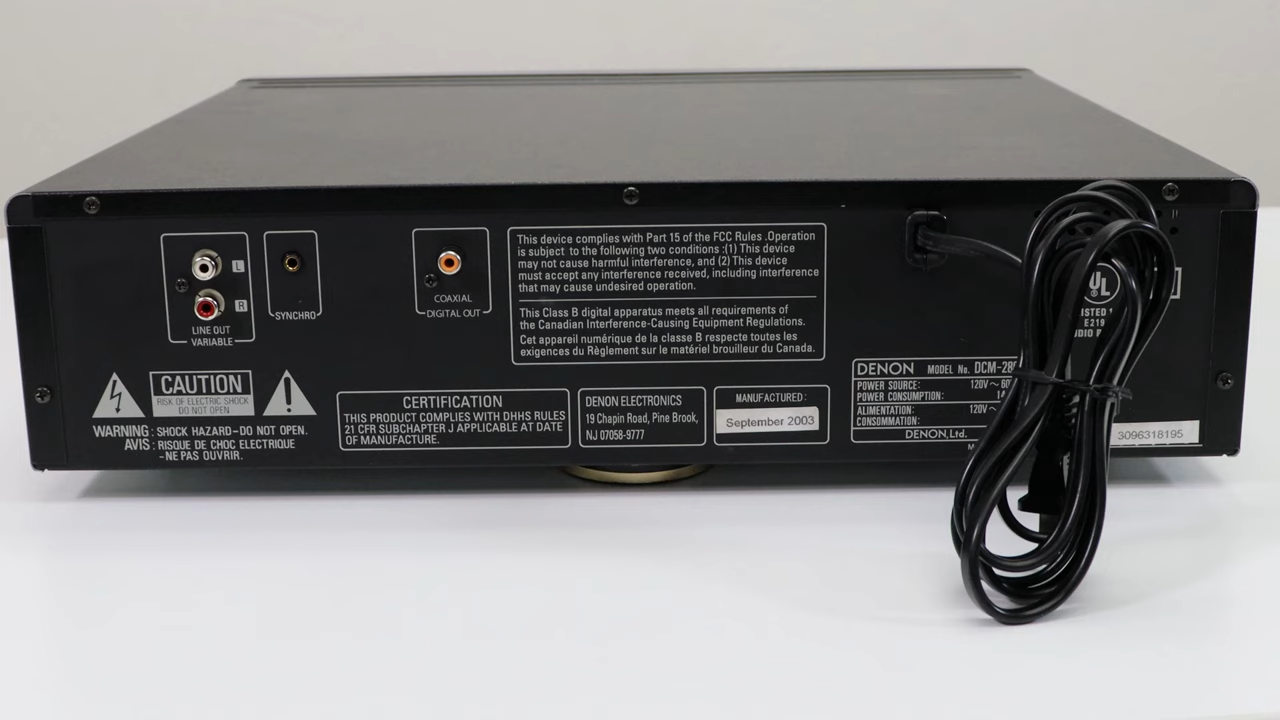 L
R
LINE OUT
VARIABLE
SYNCHRO
COAXIAL
DIGITAL OUT
This device complies with Part 15 of the FCC Rules .Operation
is subject to the following two conditions :(1) This device
may not cause harmful interference, and (2) This device
must accept any interference received, including interference
that may cause undesired operation.
This Class B digital apparatus meets all requirements of
the Canadian Interference-Causing Equipment Regulations.
Cet appareil numérique de la classe B respecte toutes les
exigences du Règlement sur le matériel brouilleur du Canada.
UL
®
E219
CAUTION
RISK OF ELECTRIC SHOCK
DO NOT OPEN
WARNING : SHOCK HAZARD-DO NOT OPEN.
AVIS : RISQUE DE CHOC ELECTRIQUE
-NE PAS OUVRIR.
CERTIFICATION
THIS PRODUCT COMPLIES WITH DHHS RULES
21 CFR SUBCHAPTER J APPLICABLE AT DATE
OF MANUFACTURE.
DENON ELECTRONICS
19 Chapin Road, Pine Brook,
NJ 07058-9777
MANUFACTURED :
September 2003
DENON MODEL No. DCM-28
POWER SOURCE: 120V～60
POWER CONSUMPTION:
ALIMENTATION: 120V～
CONSOMMATION:
DENON, Ltd.
3096318195